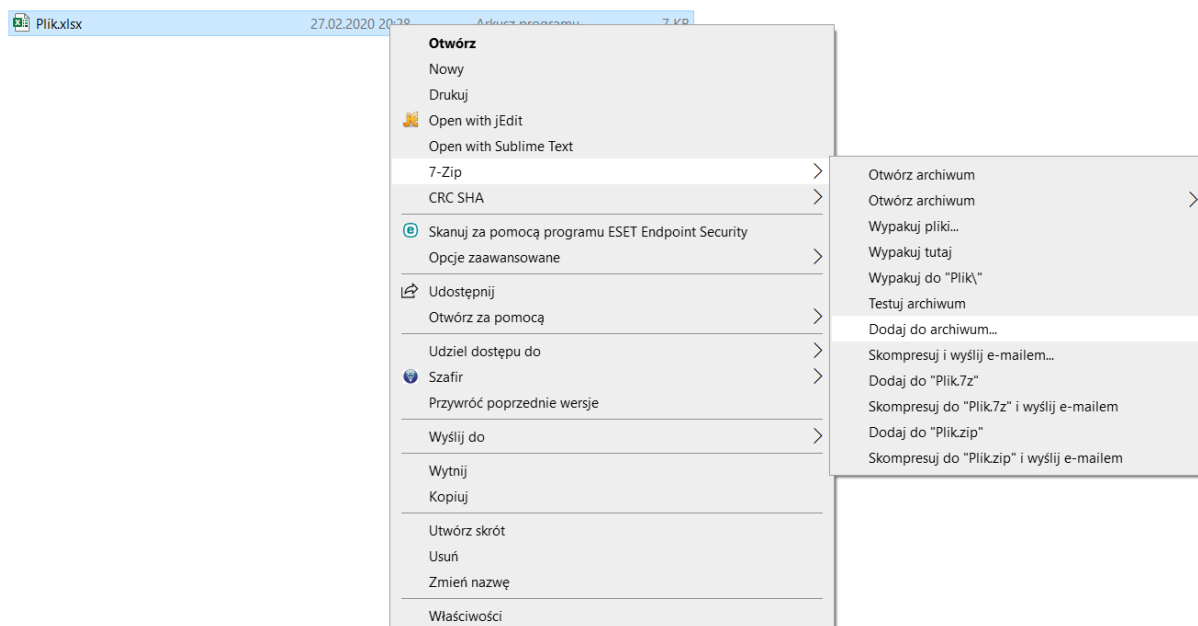 Plik.xlsx 27.02.2020 20:28 Arkusz programu 7 KB
Otwórz
Nowy
Drukuj
Open with jEdit
Open with Sublime Text
7-Zip
CRC SHA
Skanuj za pomocą programu ESET Endpoint Security
Opcje zaawansowane
Udostępnij
Otwórz za pomocą
Udziel dostępu do
Szafir
Przywróć poprzednie wersje
Wyślij do
Wytnij
Kopiuj
Utwórz skrót
Usuń
Zmień nazwę
Właściwości
Otwórz archiwum
Otwórz archiwum
Wypakuj pliki...
Wypakuj tutaj
Wypakuj do "Plik\"
Testuj archiwum
Dodaj do archiwum...
Skompresuj i wyślij e-mailem...
Dodaj do "Plik.7z"
Skompresuj do "Plik.7z" i wyślij e-mailem
Dodaj do "Plik.zip"
Skompresuj do "Plik.zip" i wyślij e-mailem